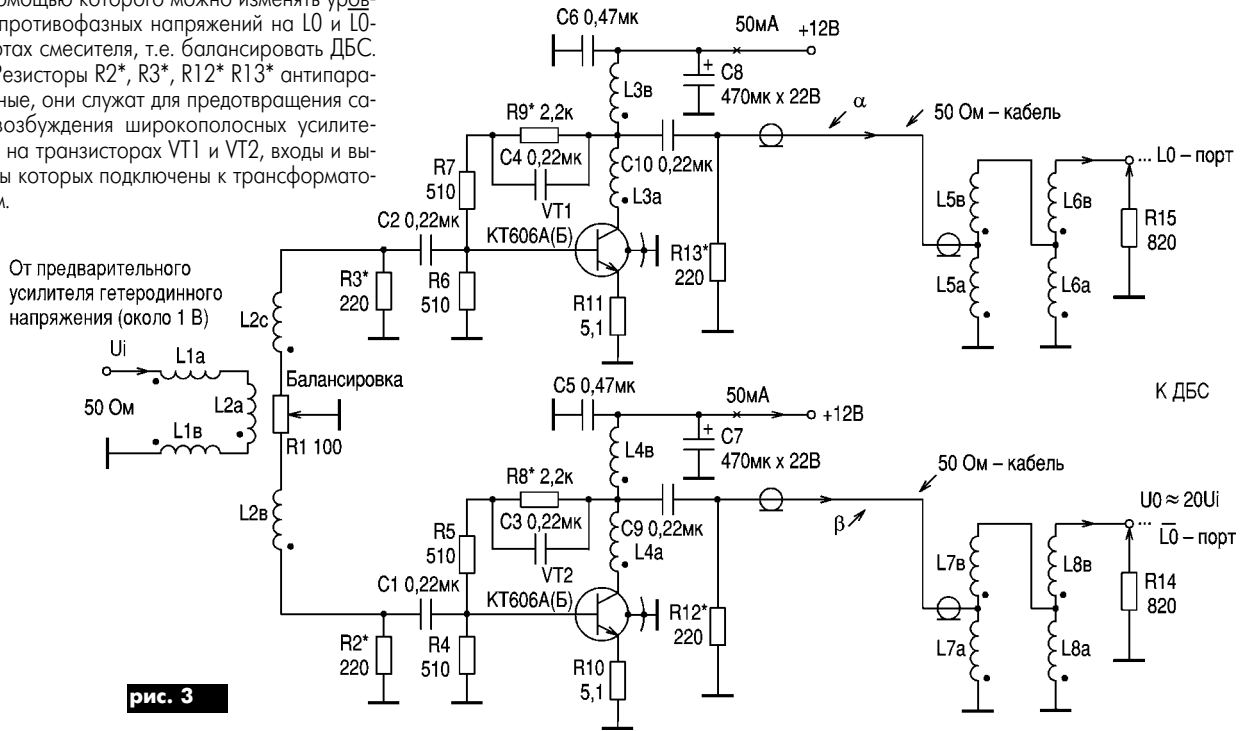 помощью которого можно изменять уров-
противофазных напряжений на L0 и L0-
ртах смесителя, т.е. балансировать ДБС.
Резисторы R2*, R3*, R12* R13* антипара-
ные, они служат для предотвращения са-
возбуждения широкополосных усилите-
на транзисторах VT1 и VT2, входы и вы-
ы которых подключены к трансформато-
м.
C6 0,47мк
50мА
+12В
+
C8
470мк x 22В
L3в
R9* 2,2к
α
50 Ом – кабель
R7
510
C4 0,22мк
C10 0,22мк
L3а
VT1
C2 0,22мк
КТ606А(Б)
L5в
L6в
... L0 – порт
R15
820
R3*
220
R6
510
R13*
220
R11
5,1
L5а
L6а
От предварительного
усилителя гетеродинного
напряжения (около 1 В)
L2с
Ui
L1а
50 Ом
L2а
L1в
Балансировка
R1 100
L2в
C5 0,47мк
50мА
+12В
К ДБС
+
C7
470мк x 22В
L4в
R8* 2,2к
50 Ом – кабель
R5
510
C3 0,22мк
C9 0,22мк
β
U0 ≈ 20Ui
...
L0 – порт
L4а
VT2
C1 0,22мк
КТ606А(Б)
L7в
L8в
R14
820
R2*
220
R4
510
R12*
220
R10
5,1
L7а
L8а
рис. 3